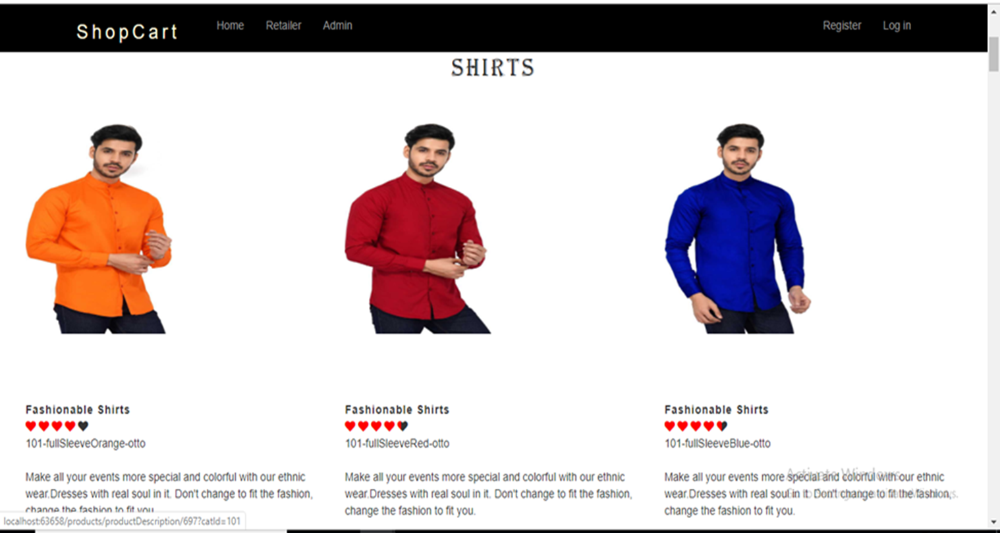 ShopCart Home Retailer Admin Register Log in
SHIRTS
Fashionable Shirts
101-fullSleeveOrange-otto
Make all your events more special and colorful with our ethnic
wear.Dresses with real soul in it. Don't change to fit the fashion,
change the fashion to fit you.
Fashionable Shirts
101-fullSleeveRed-otto
Make all your events more special and colorful with our ethnic
wear.Dresses with real soul in it. Don't change to fit the fashion,
change the fashion to fit you.
Fashionable Shirts
101-fullSleeveBlue-otto
Make all your events more special and colorful with our ethnic
wear.Dresses with real soul in it. Don't change to fit the fashion,
change the fashion to fit you.
Activate Windows
localhost:63658/products/productDescription/697?catId=101